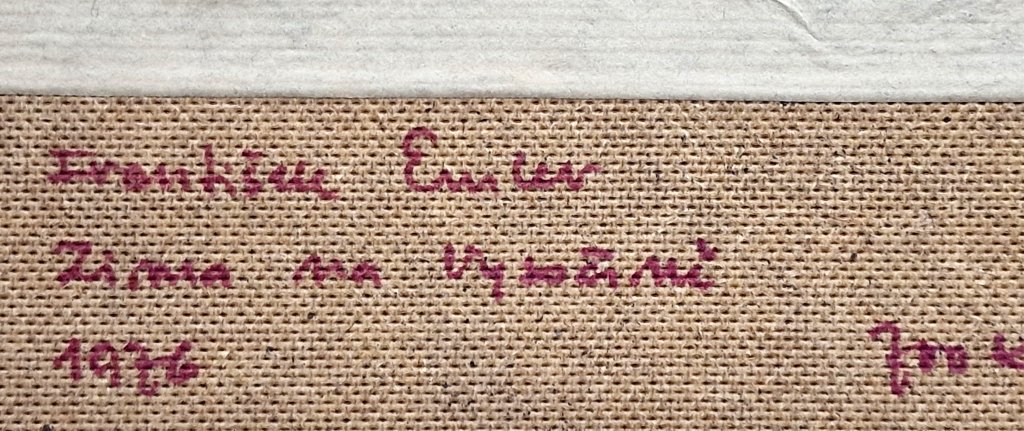 František Emler
Zima na Vysočině
1976